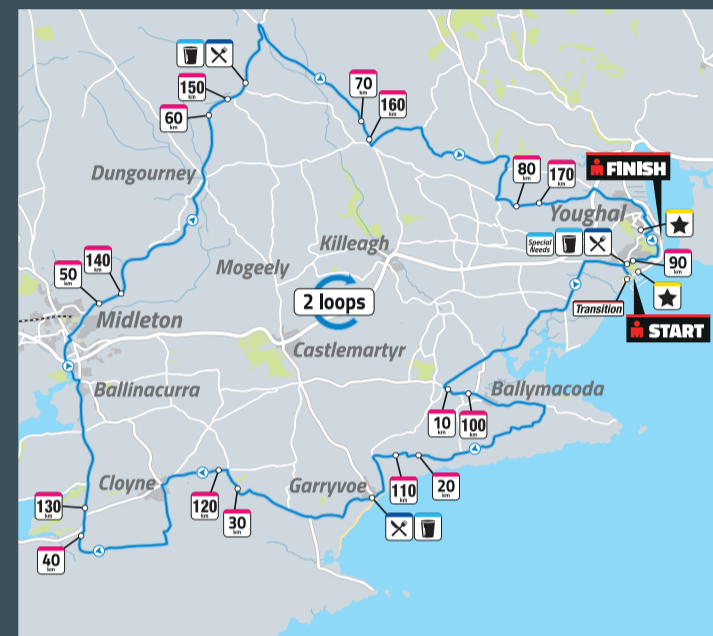 150
km
60
km
70
km
160
km
80
km
170
km
FINISH
Dungourney
Youghal
Killeagh
Special
Needs
90
km
50
km
140
km
Mogeely
2 loops
Transition
START
Midleton
Castlemartyr
Ballinacurra
Ballymacoda
10
km
100
km
Cloyne
Garryvoe
110
km
20
km
130
km
120
km
30
km
40
km